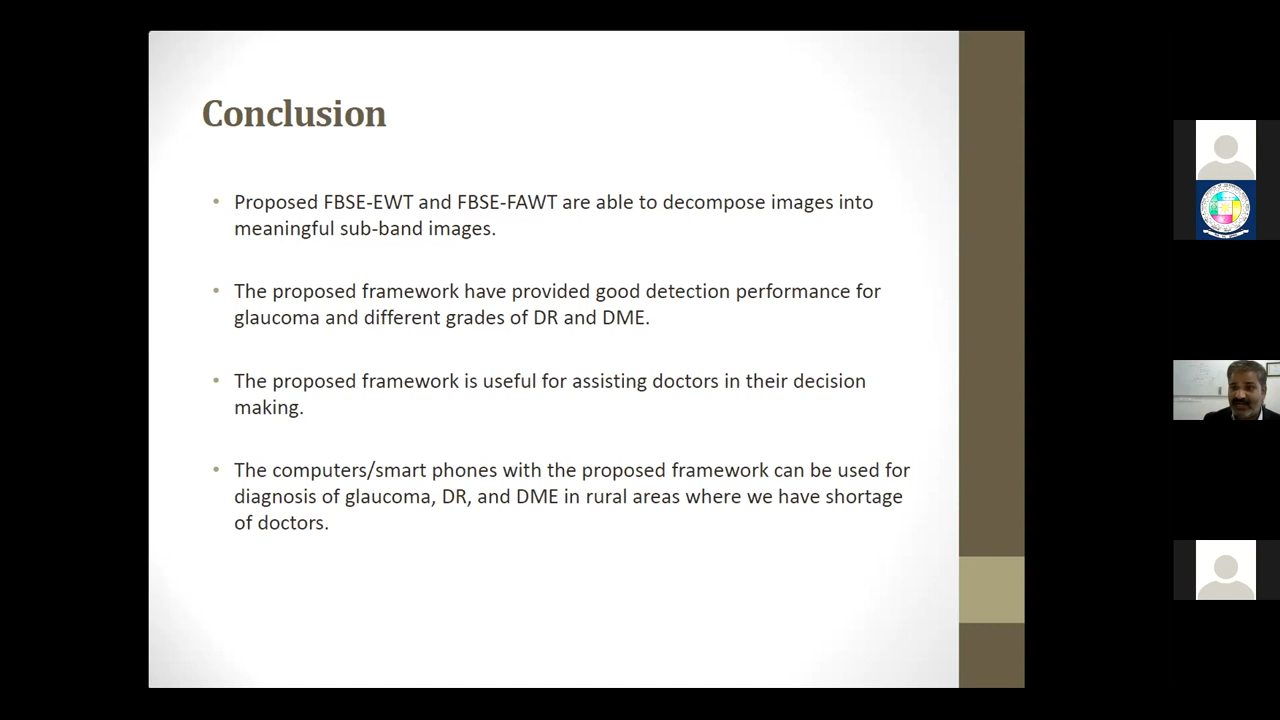 Conclusion
• Proposed FBSE-EWT and FBSE-FAWT are able to decompose images into
meaningful sub-band images.
• The proposed framework have provided good detection performance for
glaucoma and different grades of DR and DME.
• The proposed framework is useful for assisting doctors in their decision
making.
• The computers/smart phones with the proposed framework can be used for
diagnosis of glaucoma, DR, and DME in rural areas where we have shortage
of doctors.